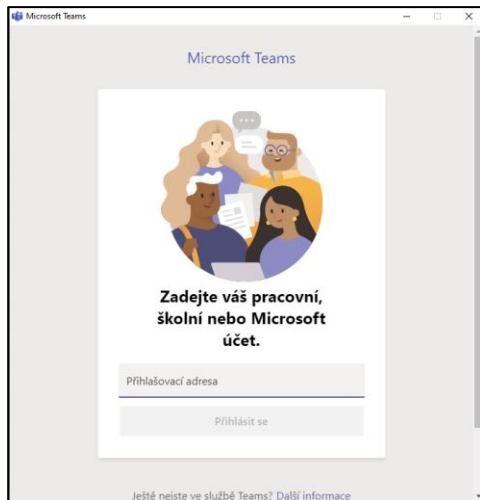 Microsoft Teams
Microsoft Teams
Zadejte váš pracovní,
školní nebo Microsoft
účet.
Přihlašovací adresa
Přihlásit se
Ještě nejste ve službě Teams? Další informace